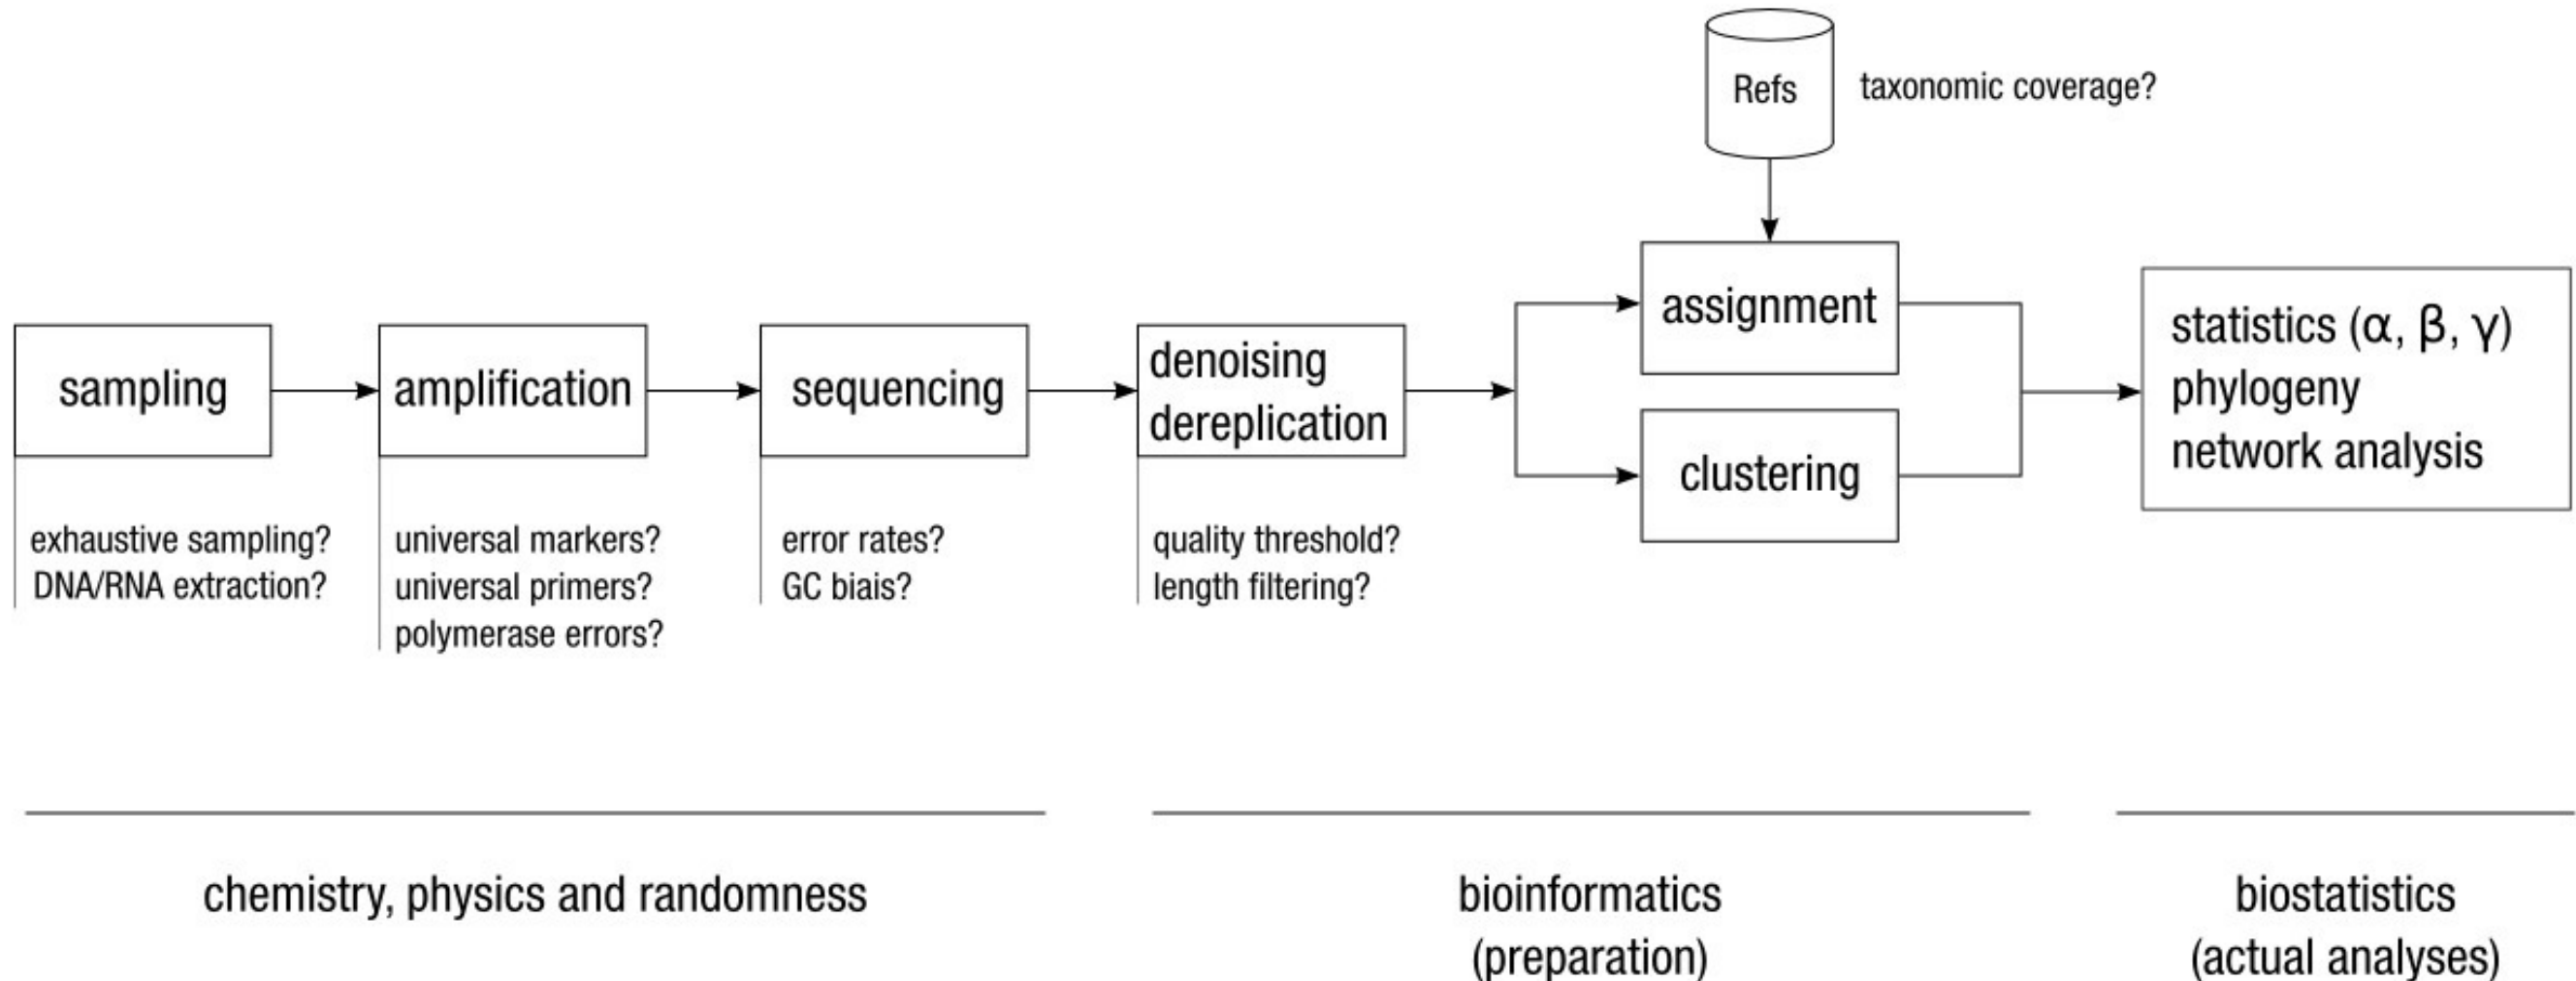 Refs
taxonomic coverage?
sampling
amplification
sequencing
denoising
dereplication
assignment
clustering
statistics (α, β, γ)
phylogeny
network analysis
exhaustive sampling?
DNA/RNA extraction?
universal markers?
universal primers?
polymerase errors?
error rates?
GC biais?
quality threshold?
length filtering?
chemistry, physics and randomness
bioinformatics
(preparation)
biostatistics
(actual analyses)